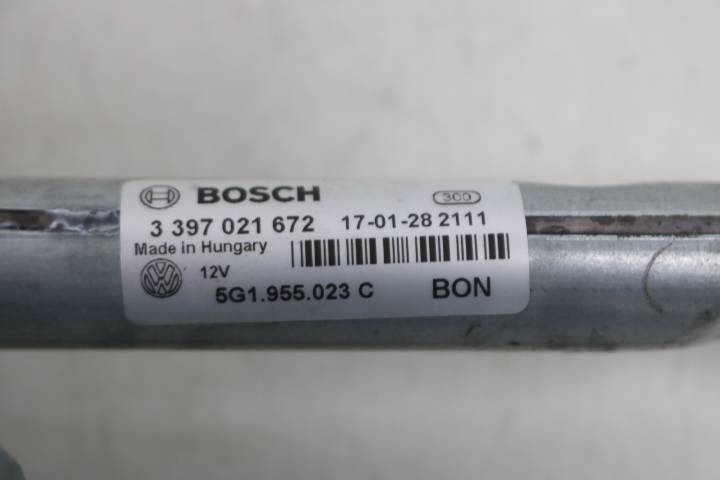 BOSCH 300
3 397 021 672 17-01-28 2111
Made in Hungary
12V
5G1.955.023 C BON